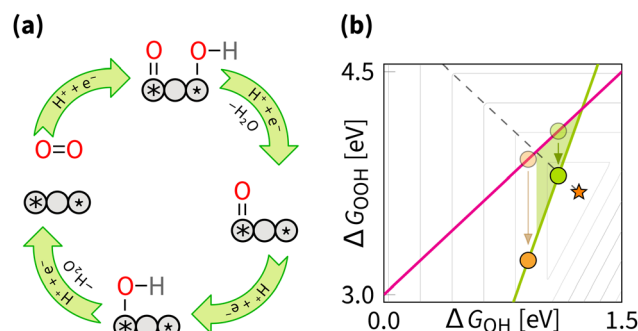 (a)
O
O–H
* *
H⁺ + e⁻
H⁺ + e⁻
–H₂O
O=O
O
* *
* *
H⁺ + e⁻
–H₂O
H⁺ + e⁻
O–H
* *
(b)
4.5
ΔG_OOH [eV]
3.0
0.0 ΔG_OH [eV] 1.5